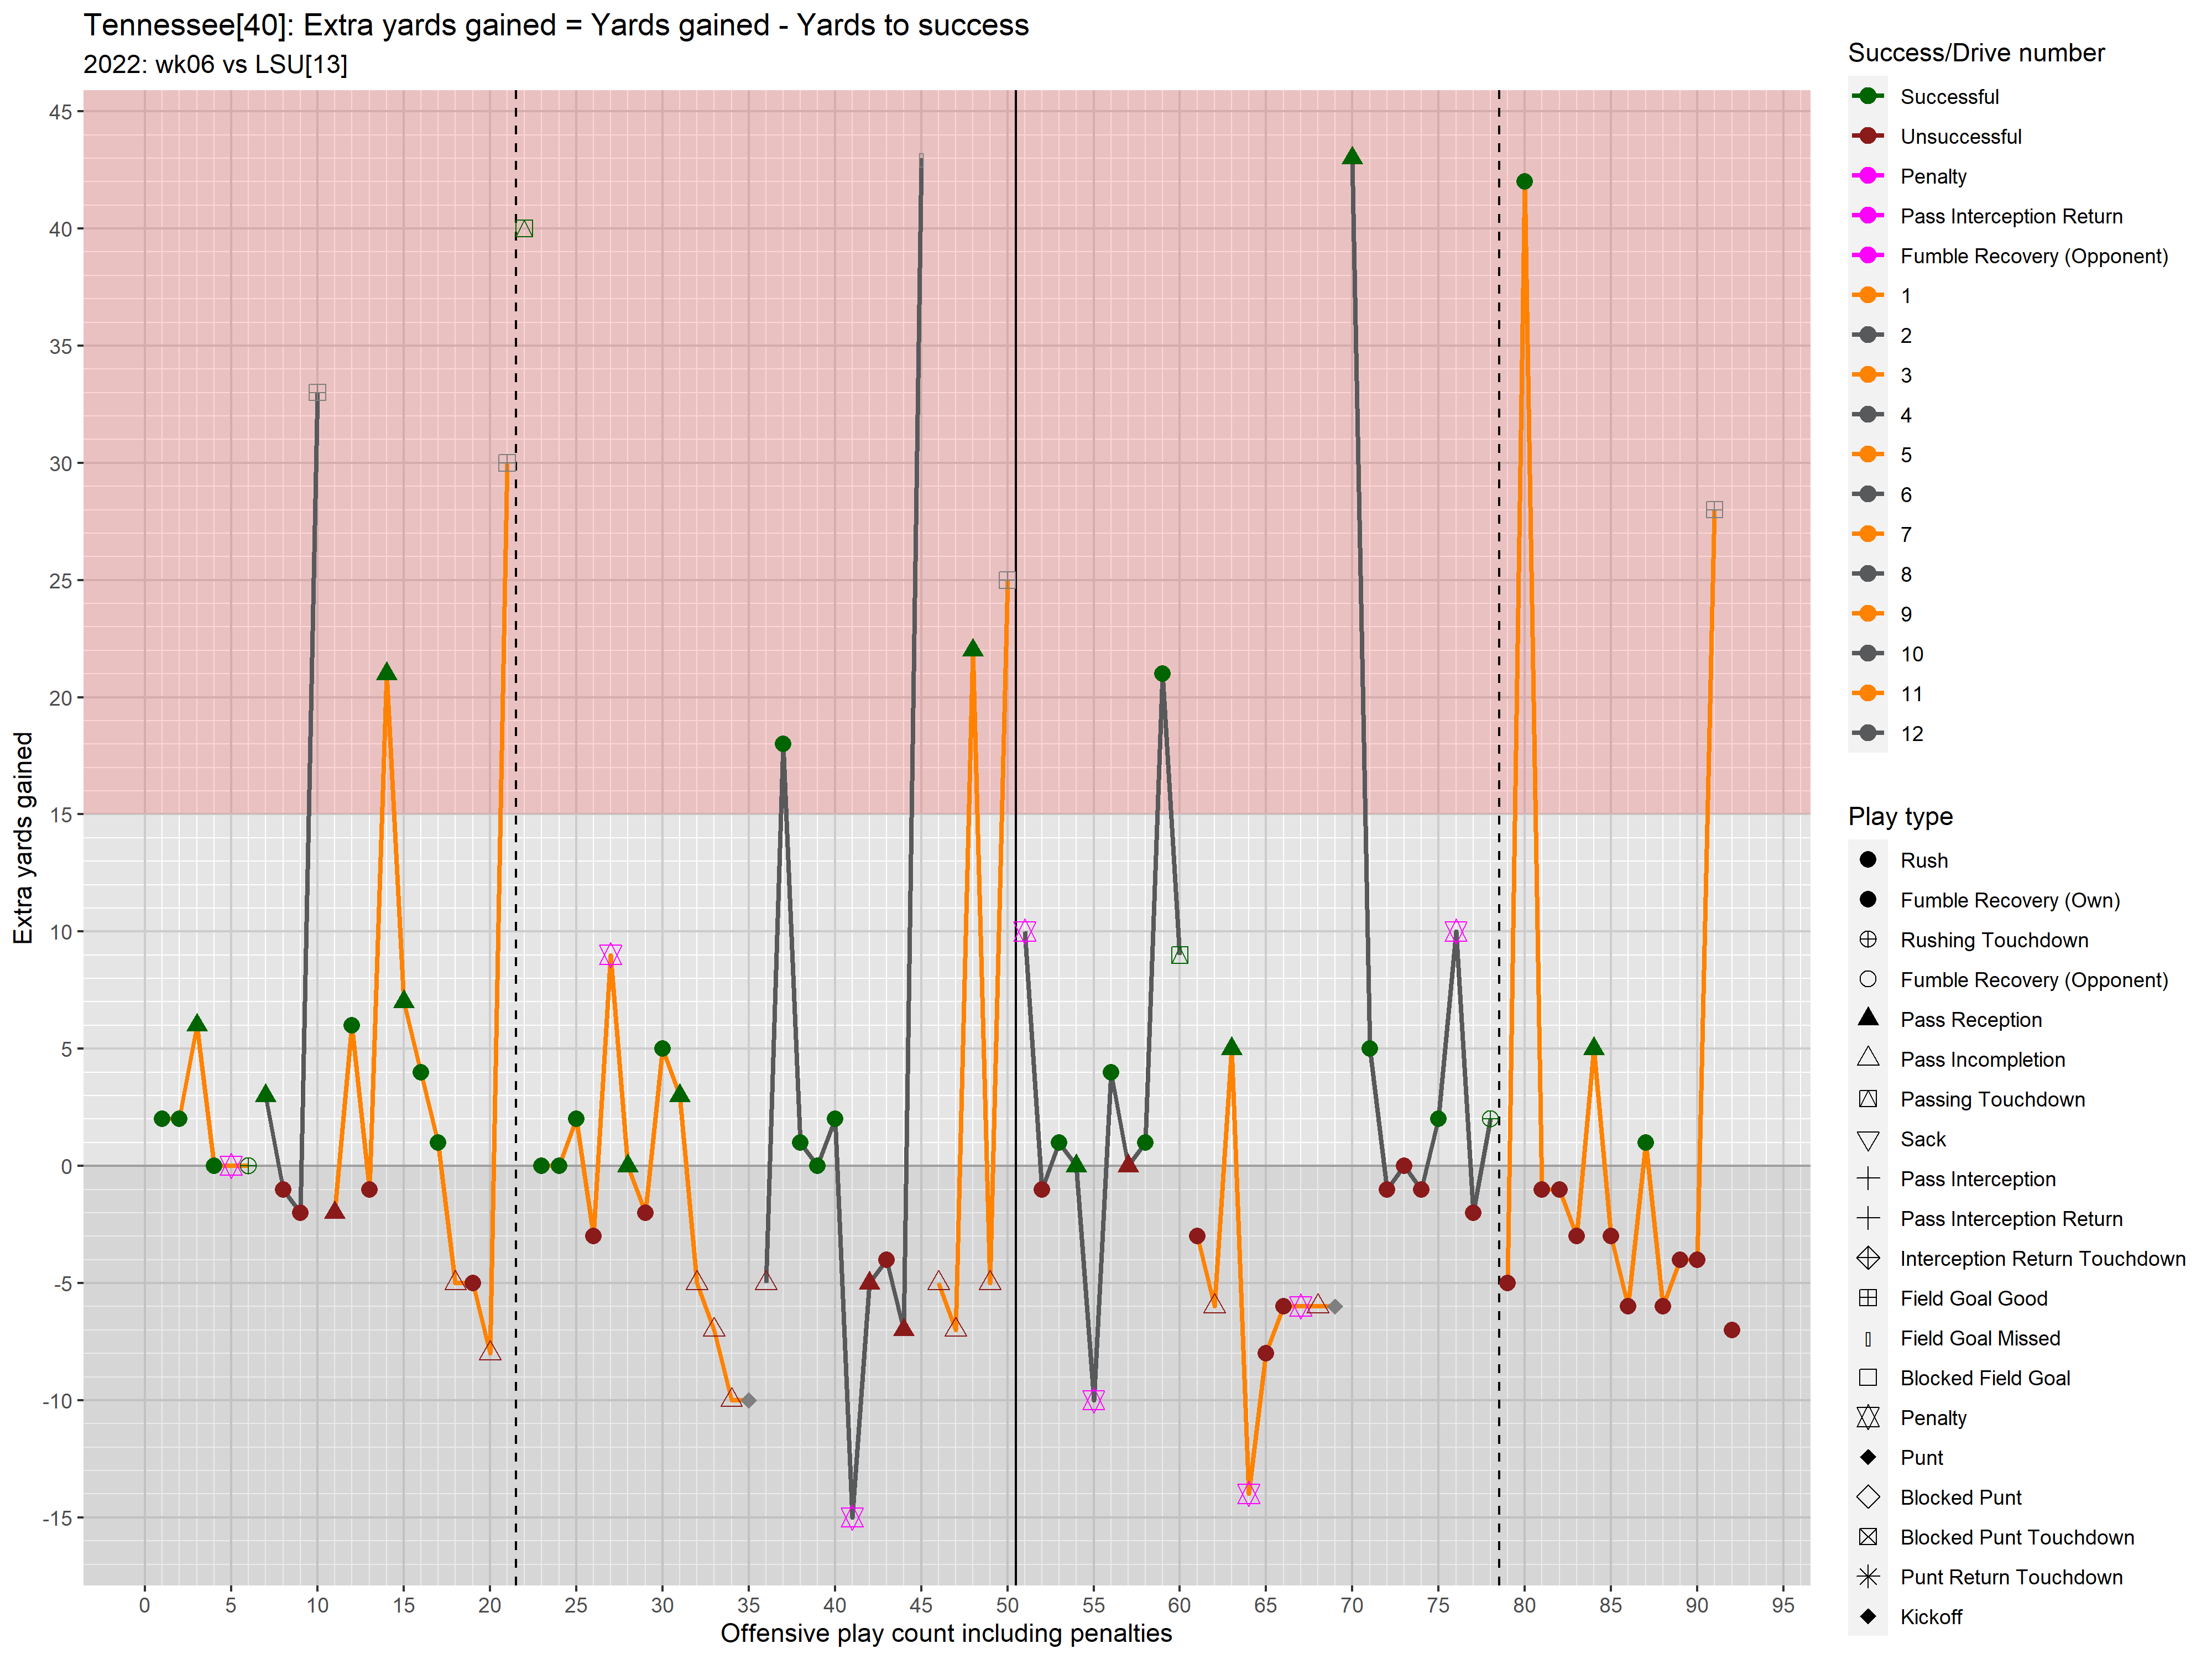 Tennessee[40]: Extra yards gained = Yards gained - Yards to success
2022: wk06 vs LSU[13]
Extra yards gained
45
40
35
30
25
20
15
10
5
0
-5
-10
-15
0 5 10 15 20 25 30 35 40 45 50 55 60 65 70 75 80 85 90 95
Offensive play count including penalties
Success/Drive number
Successful
Unsuccessful
Penalty
Pass Interception Return
Fumble Recovery (Opponent)
1
2
3
4
5
6
7
8
9
10
11
12
Play type
Rush
Fumble Recovery (Own)
Rushing Touchdown
Fumble Recovery (Opponent)
Pass Reception
Pass Incompletion
Passing Touchdown
Sack
Pass Interception
Pass Interception Return
Interception Return Touchdown
Field Goal Good
Field Goal Missed
Blocked Field Goal
Penalty
Punt
Blocked Punt
Blocked Punt Touchdown
Punt Return Touchdown
Kickoff